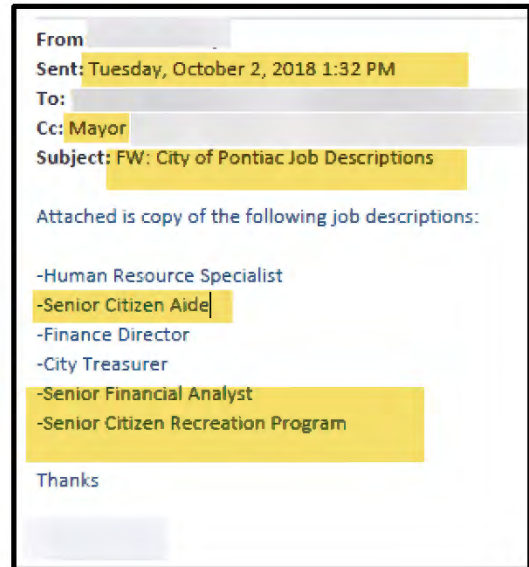 From
Sent: Tuesday, October 2, 2018 1:32 PM
To:
Cc: Mayor
Subject: FW: City of Pontiac Job Descriptions
Attached is copy of the following job descriptions:
-Human Resource Specialist
-Senior Citizen Aide
-Finance Director
-City Treasurer
-Senior Financial Analyst
-Senior Citizen Recreation Program
Thanks